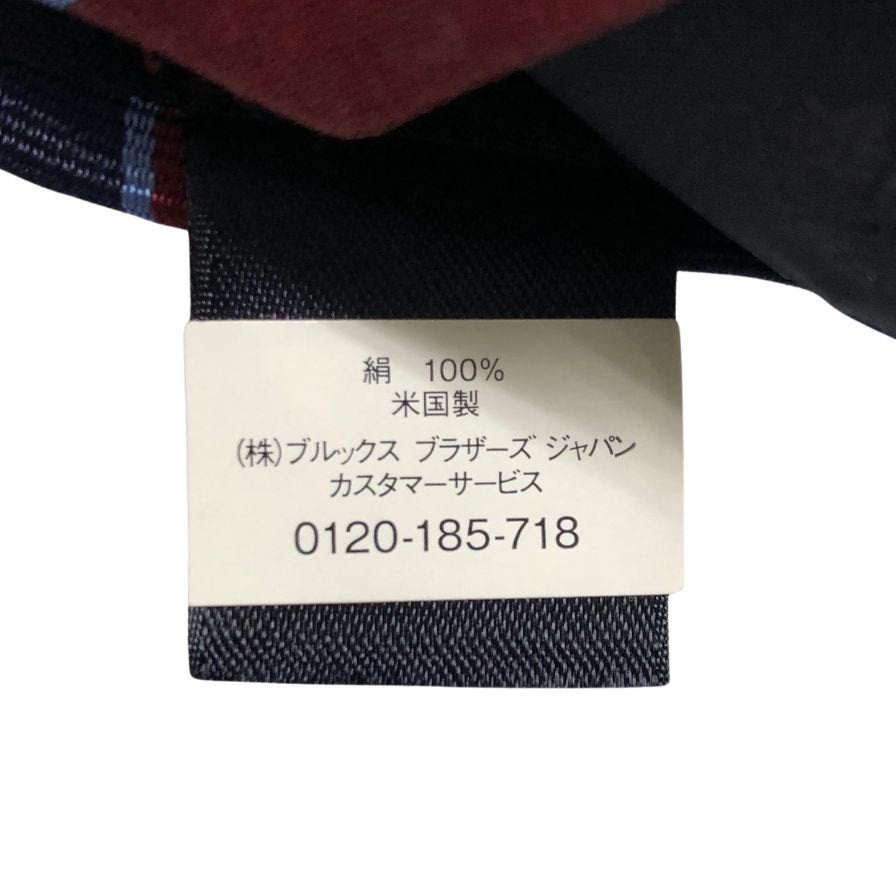 絹　100%
米国製
(株)ブルックス ブラザーズ ジャパン
カスタマーサービス
0120-185-718